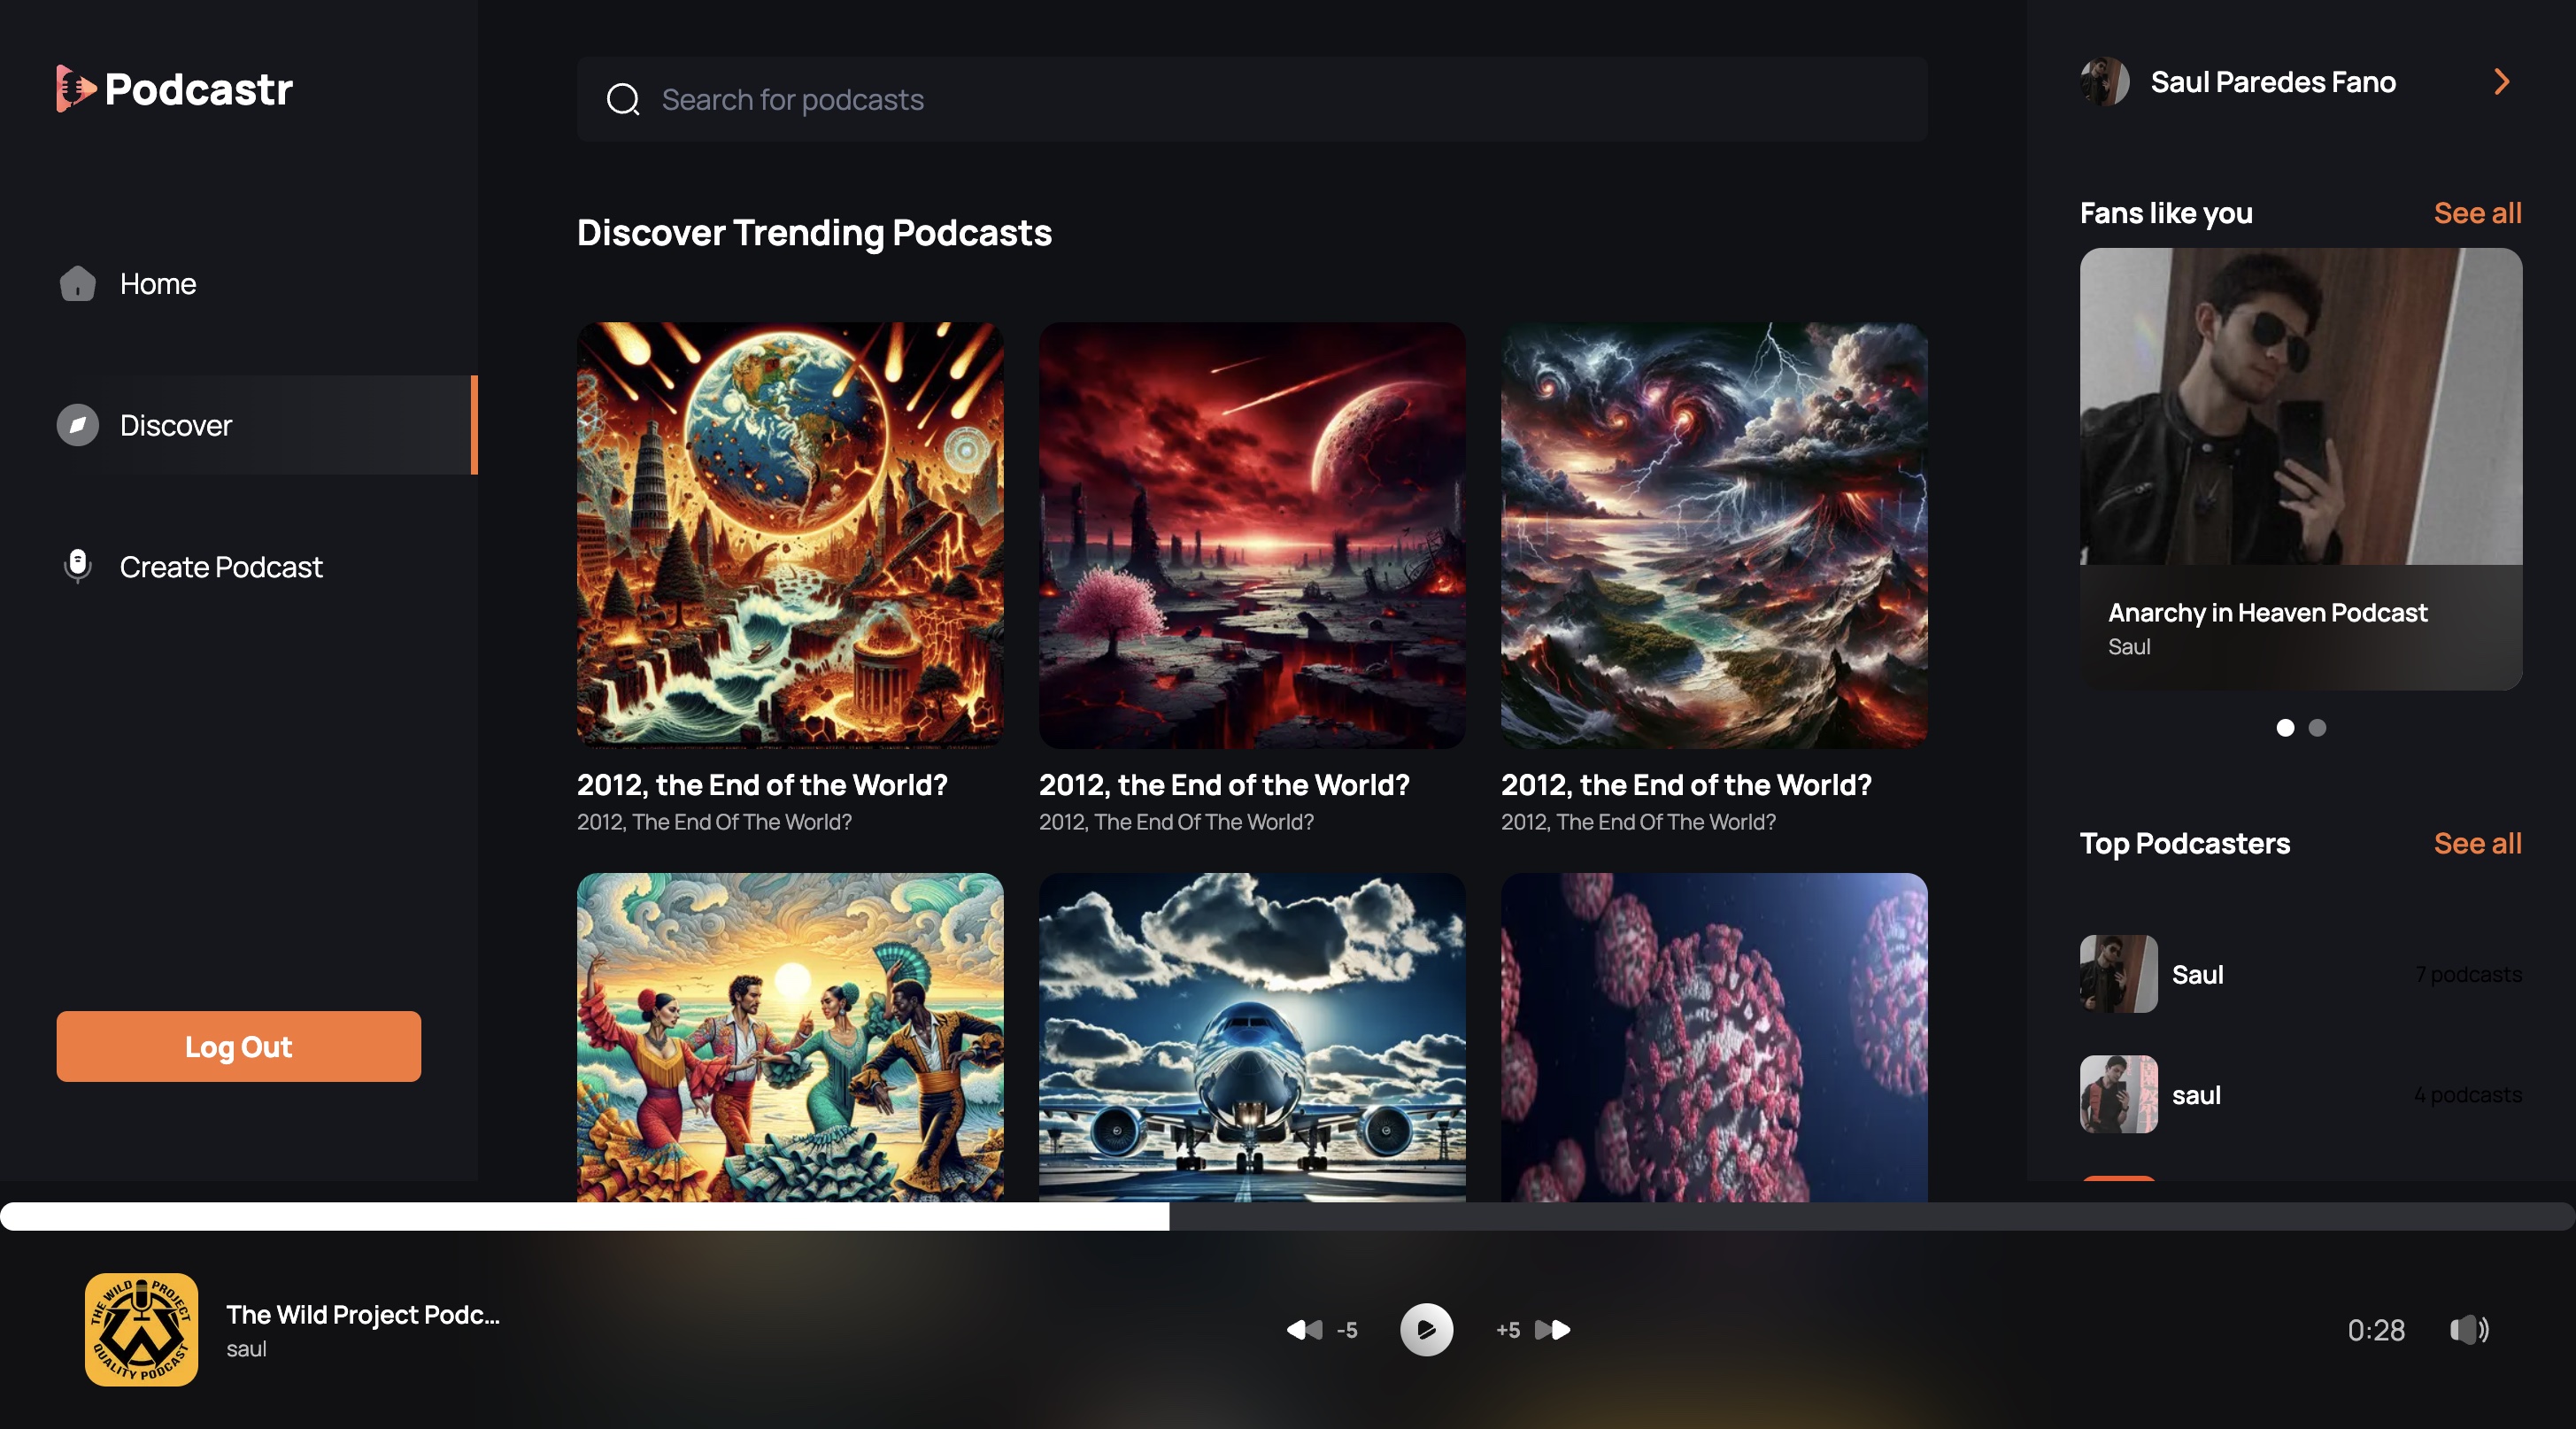 Podcastr
Home
Discover
Create Podcast
Log Out
Search for podcasts
Discover Trending Podcasts
2012, the End of the World?
2012, The End Of The World?
2012, the End of the World?
2012, The End Of The World?
2012, the End of the World?
2012, The End Of The World?
Saul Paredes Fano
Fans like you
See all
Anarchy in Heaven Podcast
Saul
Top Podcasters
See all
Saul
7 podcasts
saul
4 podcasts
THE WILD PROJECT
QUALITY PODCAST
The Wild Project Podc...
saul
-5
+5
0:28